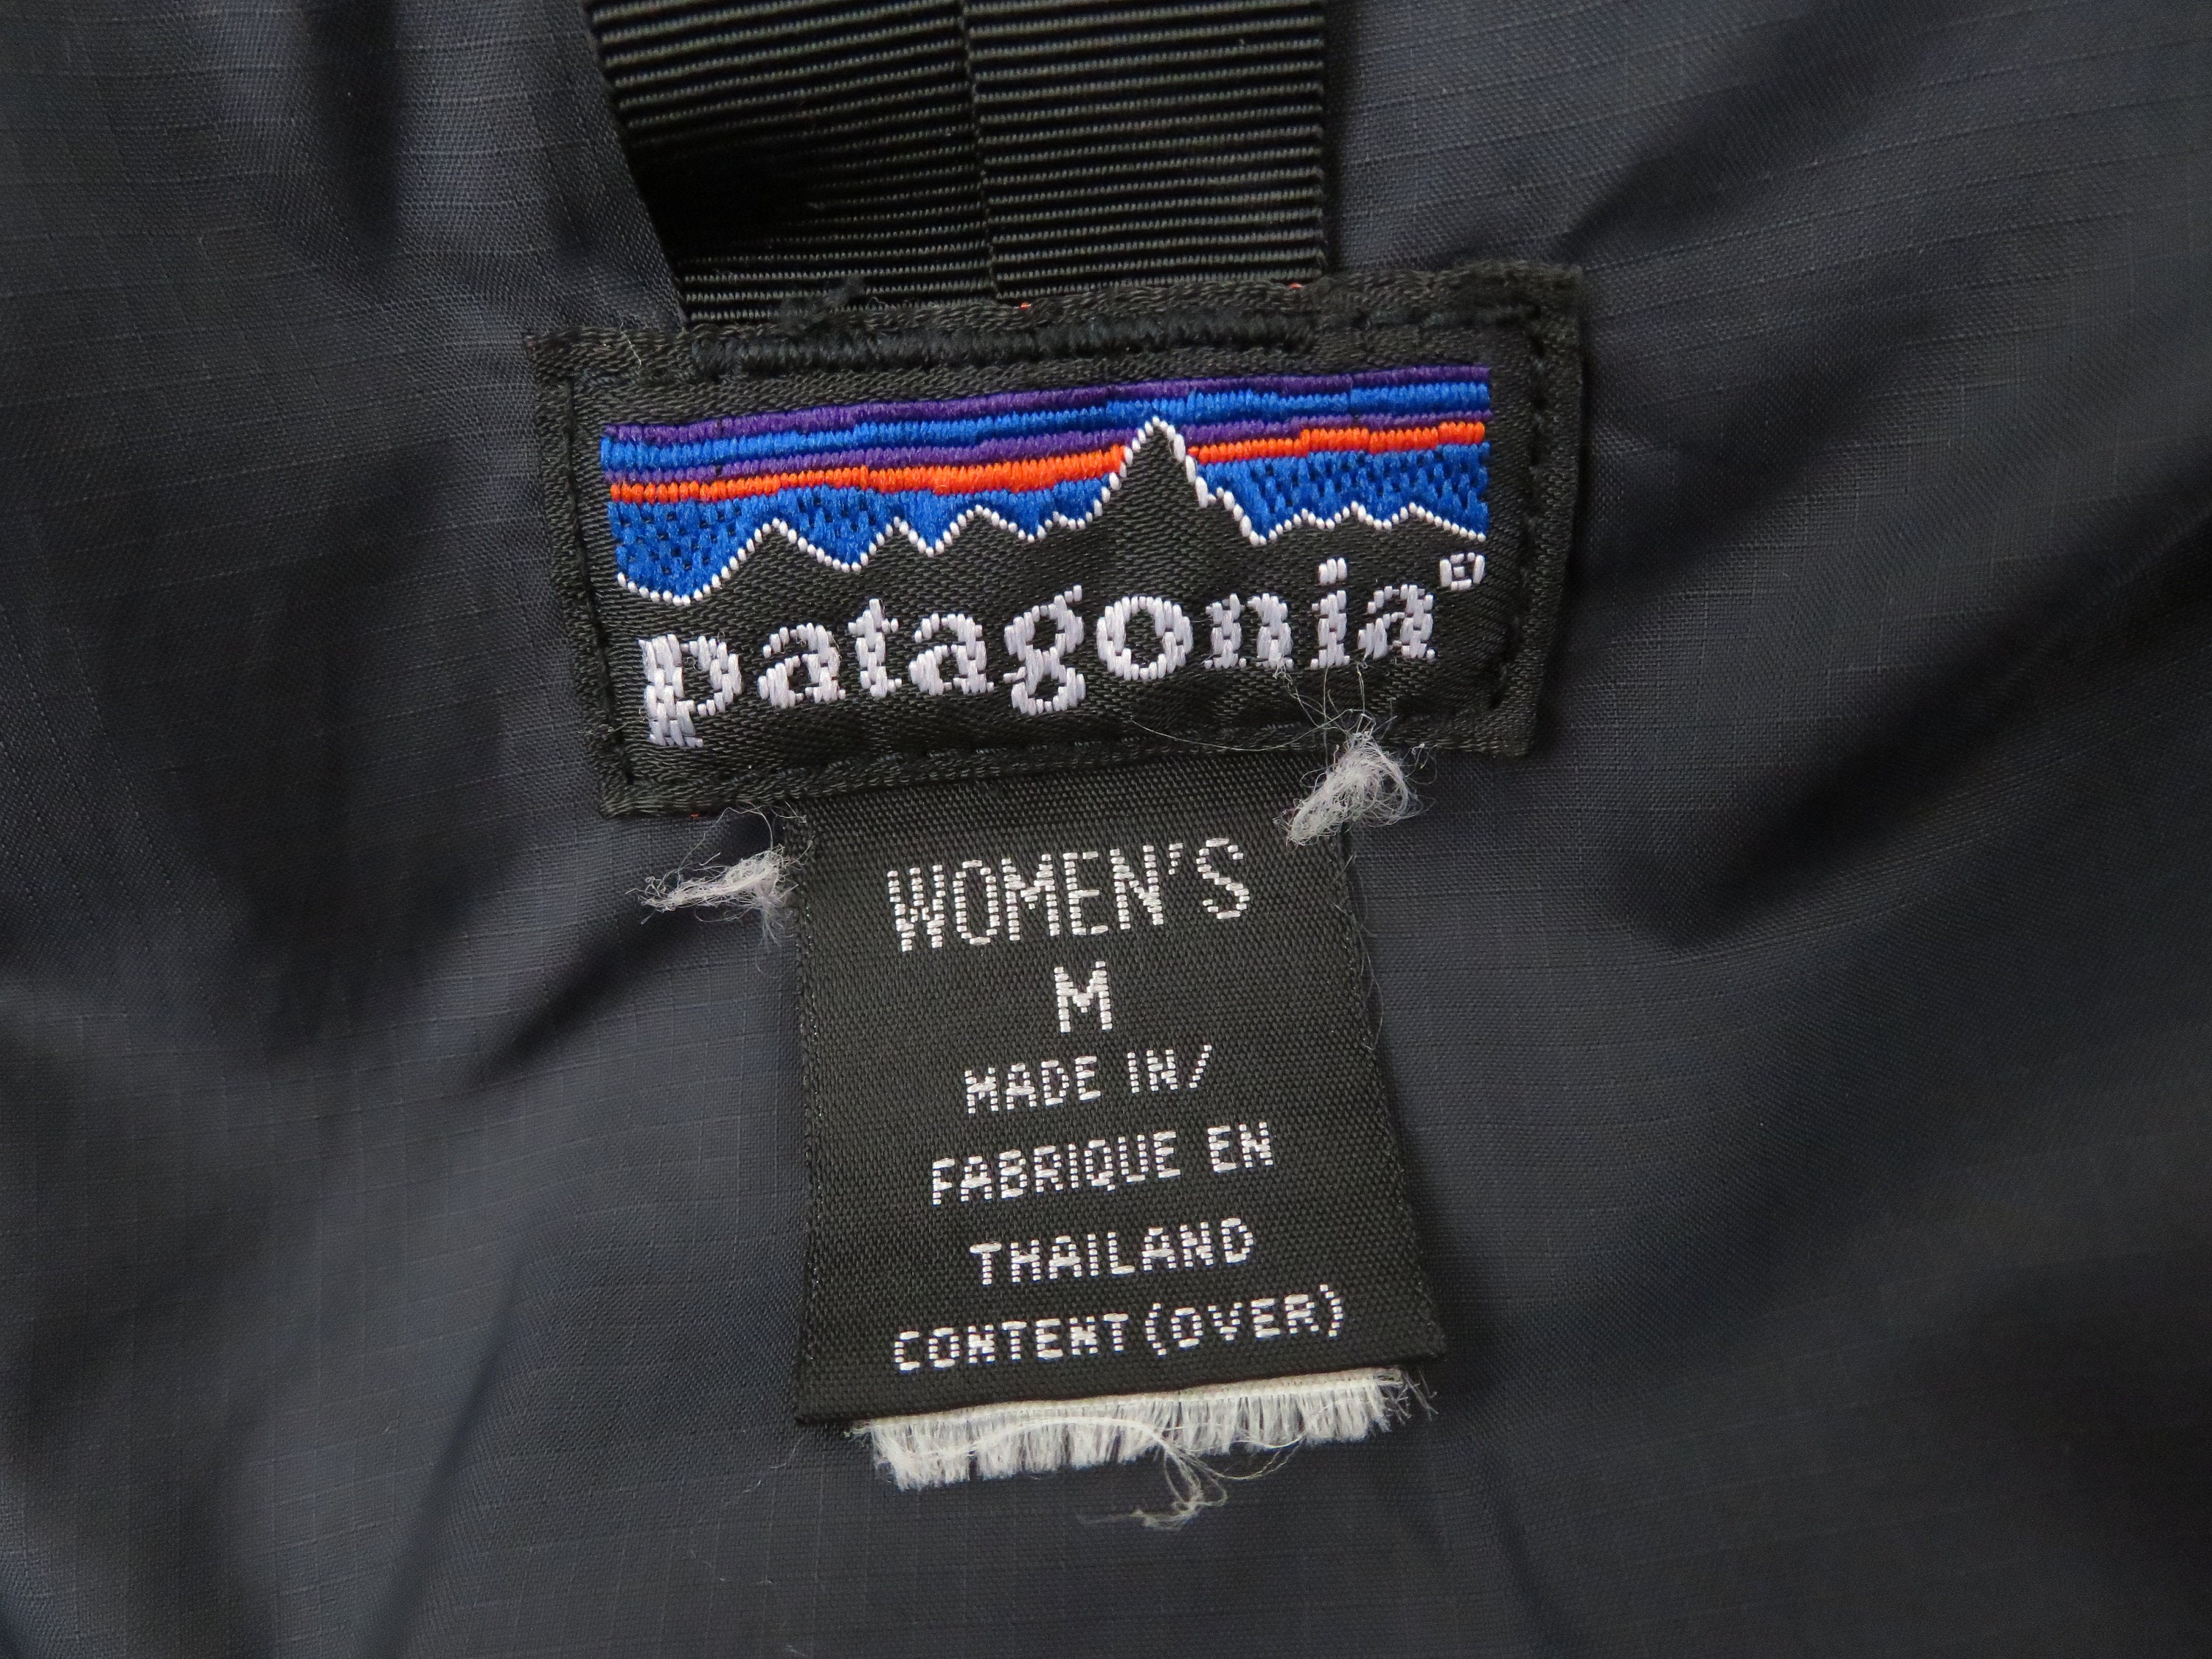 patagonia®
WOMEN'S
M
MADE IN/
FABRIQUE EN
THAILAND
CONTENT (OVER)